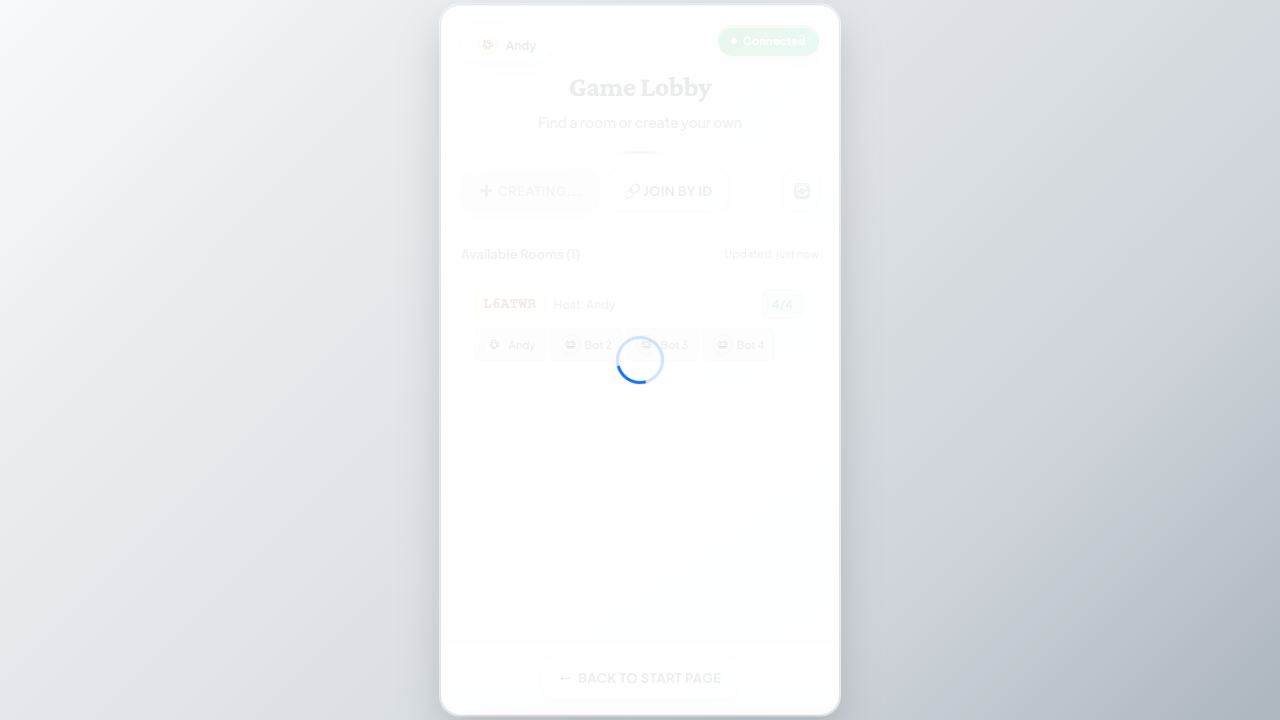 Andy
Connected
Game Lobby
Find a room or create your own
CREATING...
JOIN BY ID
Available Rooms (1)
Updated: just now
L6ATWR
Host: Andy
4/4
Andy
Bot 2
Bot 3
Bot 4
← BACK TO START PAGE